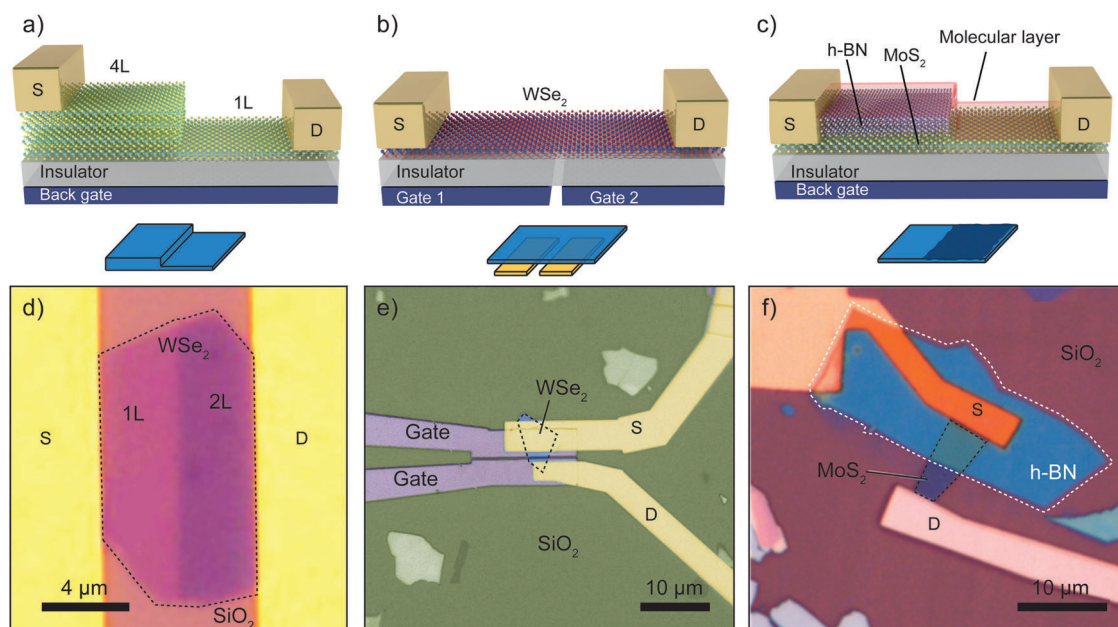 a)
4L
1L
S
D
Insulator
Back gate
b)
WSe₂
S
D
Insulator
Gate 1
Gate 2
c)
Molecular layer
h-BN
MoS₂
S
D
Insulator
Back gate
d)
WSe₂
1L
2L
S
D
4 µm
SiO₂
e)
WSe₂
Gate
S
Gate
D
SiO₂
10 µm
f)
SiO₂
S
MoS₂
h-BN
D
10 µm